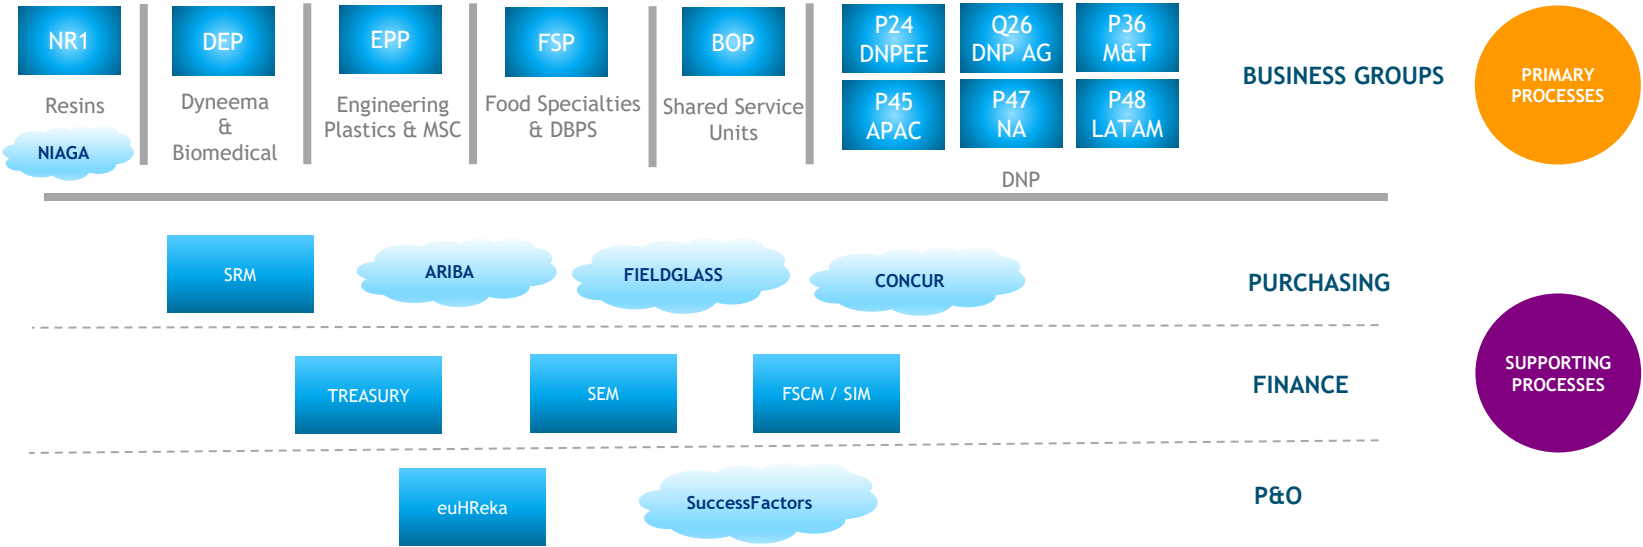 NR1
Resins
NIAGA
DEP
Dyneema
&
Biomedical
EPP
Engineering
Plastics & MSC
FSP
Food Specialties
& DBPS
BOP
Shared Service
Units
P24
DNPEE
Q26
DNP AG
P36
M&T
P45
APAC
P47
NA
P48
LATAM
DNP
BUSINESS GROUPS
PRIMARY
PROCESSES
SRM
ARIBA
FIELDGLASS
CONCUR
PURCHASING
TREASURY
SEM
FSCM / SIM
FINANCE
SUPPORTING
PROCESSES
euHReka
SuccessFactors
P&O